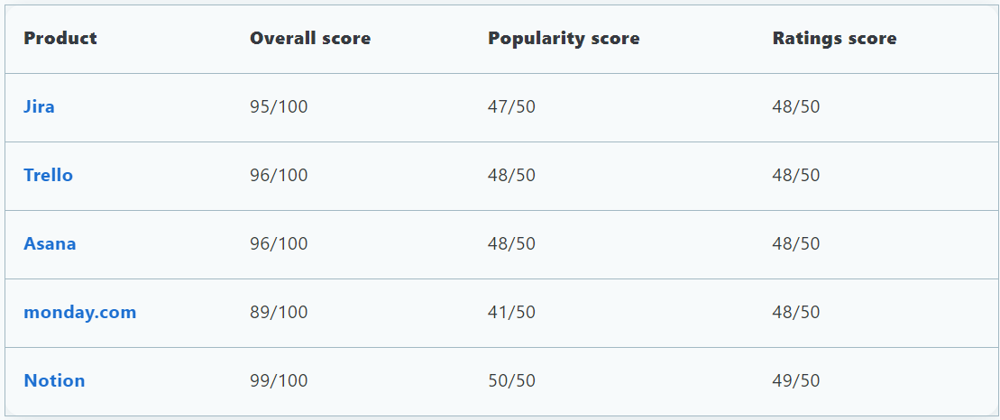 Product Overall score Popularity score Ratings score
Jira 95/100 47/50 48/50
Trello 96/100 48/50 48/50
Asana 96/100 48/50 48/50
monday.com 89/100 41/50 48/50
Notion 99/100 50/50 49/50